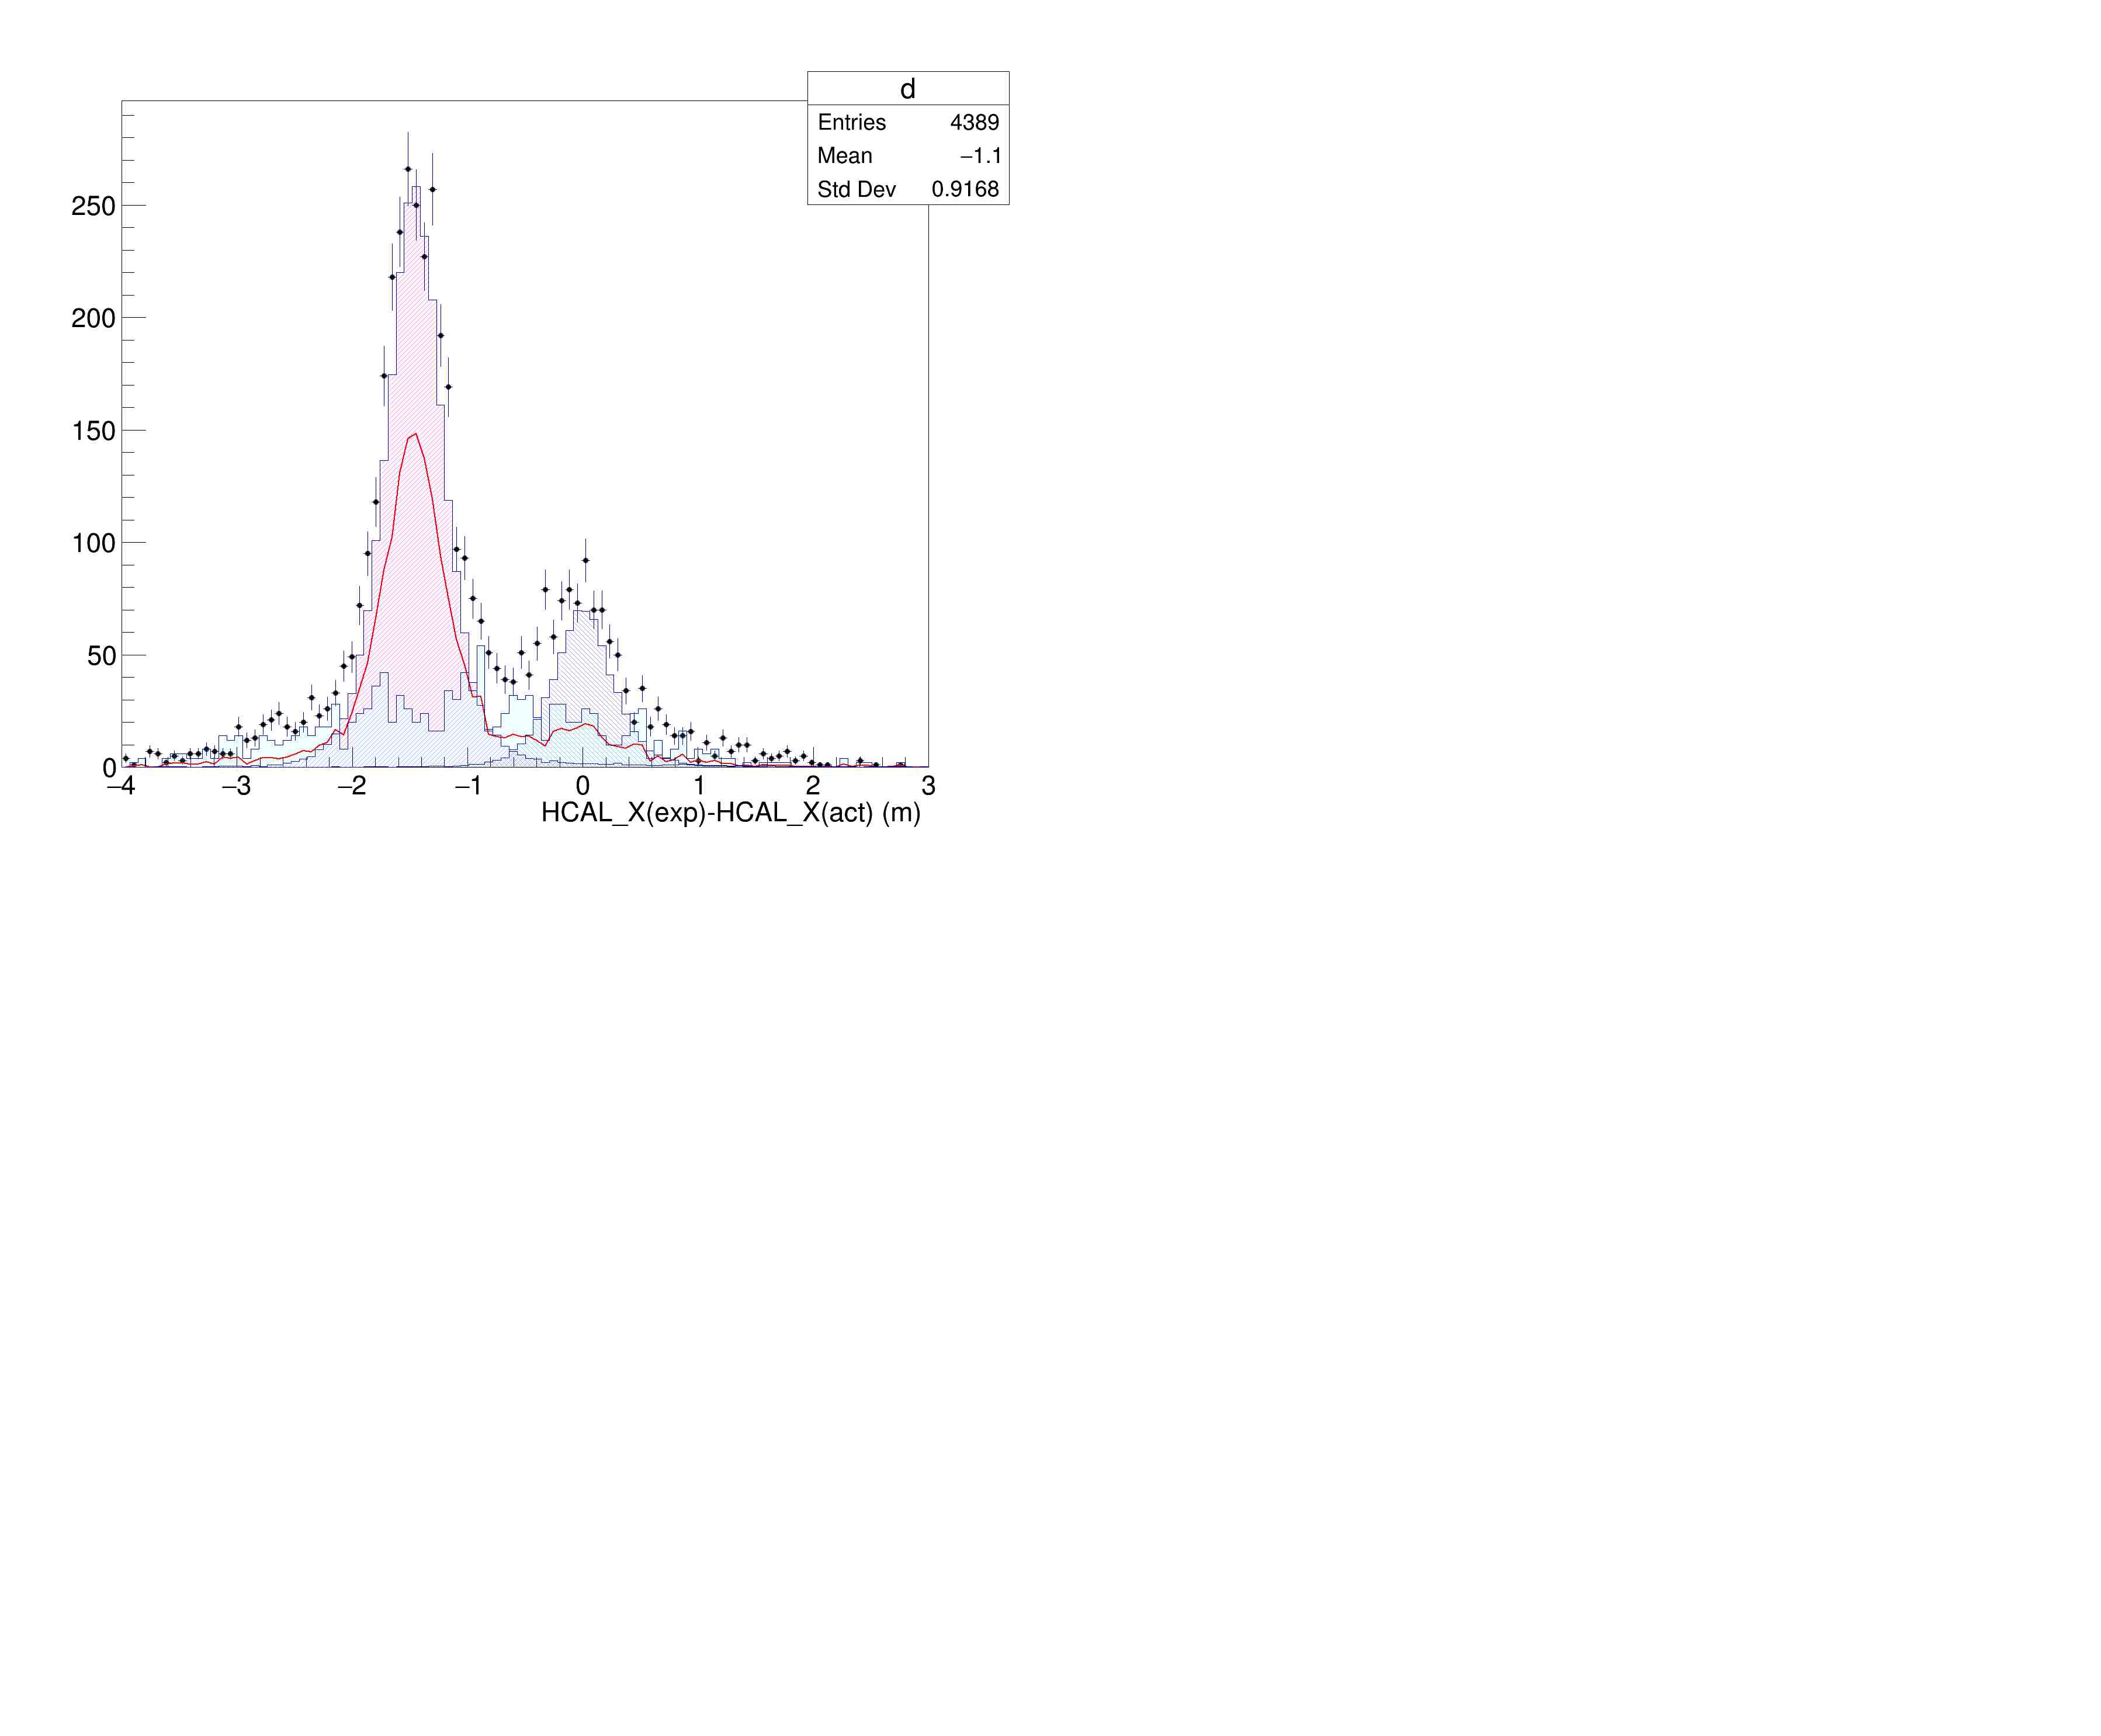 d
Entries 4389
Mean −1.1
Std Dev 0.9168
250
200
150
100
50
0
−4 −3 −2 −1 0 1 2 3
HCAL_X(exp)-HCAL_X(act) (m)